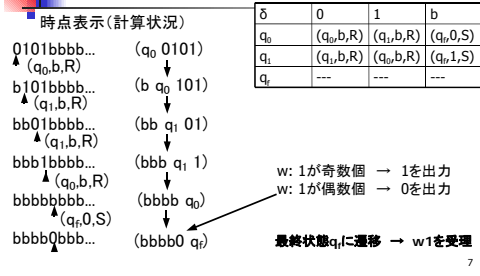 時点表示(計算状況)
δ 0 1 b
q0 (q0,b,R) (q1,b,R) (qf,0,S)
q1 (q1,b,R) (q0,b,R) (qf,1,S)
qf --- --- ---
0101bbbb... (q0 0101)
(q0,b,R)
b101bbbb... (b q0 101)
(q1,b,R)
bb01bbbb... (bb q1 01)
(q1,b,R)
bbb1bbbb... (bbb q1 1)
(q0,b,R)
bbbbbbbb... (bbbb q0)
(qf,0,S)
bbbb0bbb... (bbbb0 qf)
w: 1が奇数個 → 1を出力
w: 1が偶数個 → 0を出力
最終状態qfに遷移 → w1を受理
7